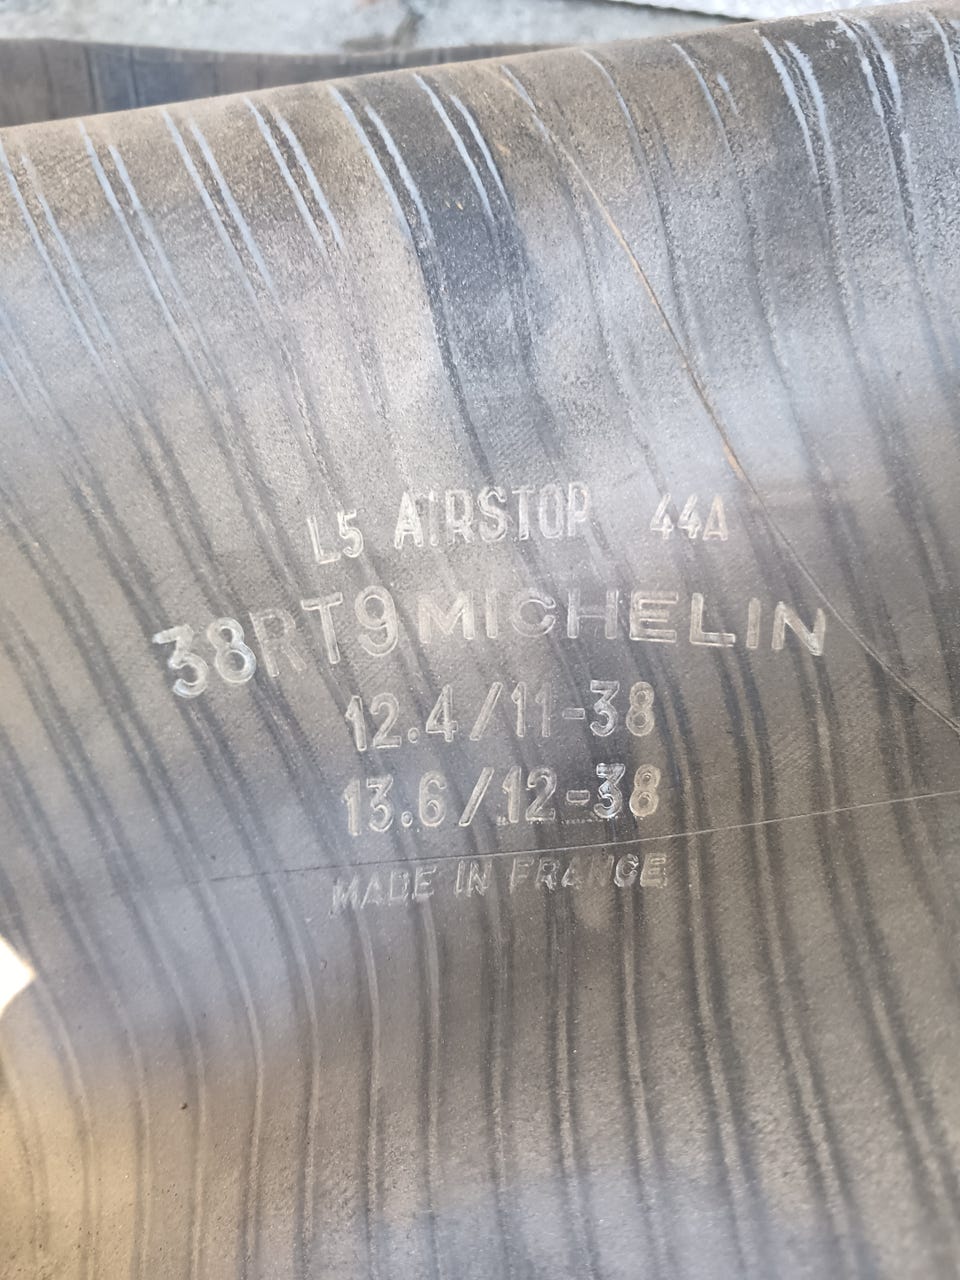 L5 AIRSTOP 44A
38RT9 MICHELIN
12.4/11-38
13.6/12-38
MADE IN FRANCE